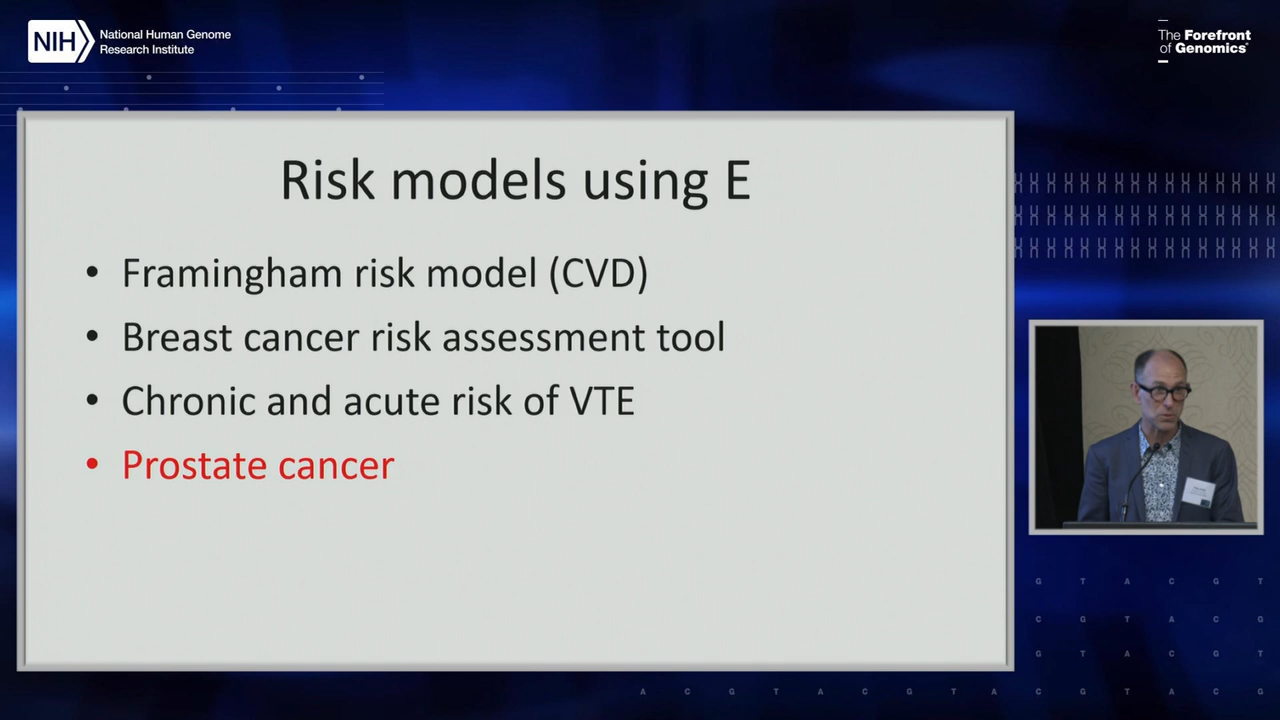 NIH
National Human Genome
Research Institute
The Forefront
of Genomics®
Risk models using E
• Framingham risk model (CVD)
• Breast cancer risk assessment tool
• Chronic and acute risk of VTE
• Prostate cancer
G T A C G T
C G T A C G
G T A C G T
A C G T A C G T A C G T A C G